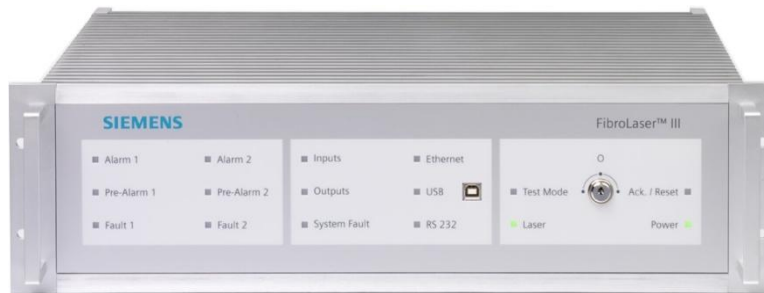 SIEMENS
FibroLaser™ III
Alarm 1
Alarm 2
Inputs
Ethernet
O
Pre-Alarm 1
Pre-Alarm 2
Outputs
USB
Test Mode
Ack. / Reset
Fault 1
Fault 2
System Fault
RS 232
Laser
Power